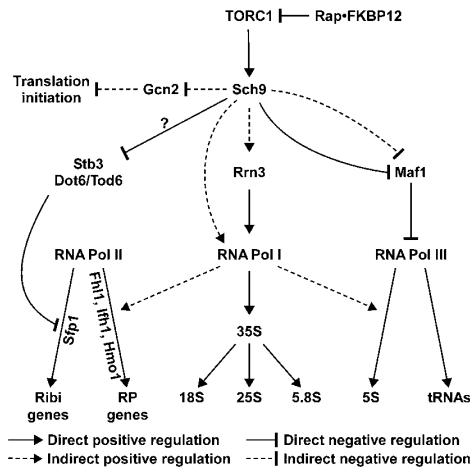 TORC1 Rap•FKBP12
Translation
initiation
Gcn2 Sch9
?
Stb3
Dot6/Tod6
Rrn3 Maf1
RNA Pol II RNA Pol I RNA Pol III
Sfp1
Fhl1, Ifh1, Hmo1
35S
Ribi
genes
RP
genes
18S 25S 5.8S 5S tRNAs
Direct positive regulation Direct negative regulation
Indirect positive regulation Indirect negative regulation